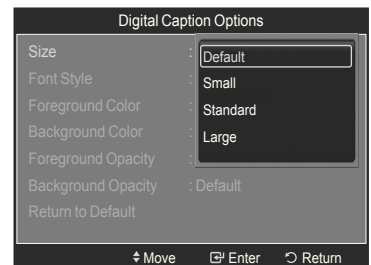 Digital Caption Options
Size :
Default
Font Style :
Small
Foreground Color :
Standard
Background Color :
Large
Foreground Opacity :
Background Opacity : Default
Return to Default
Move Enter Return